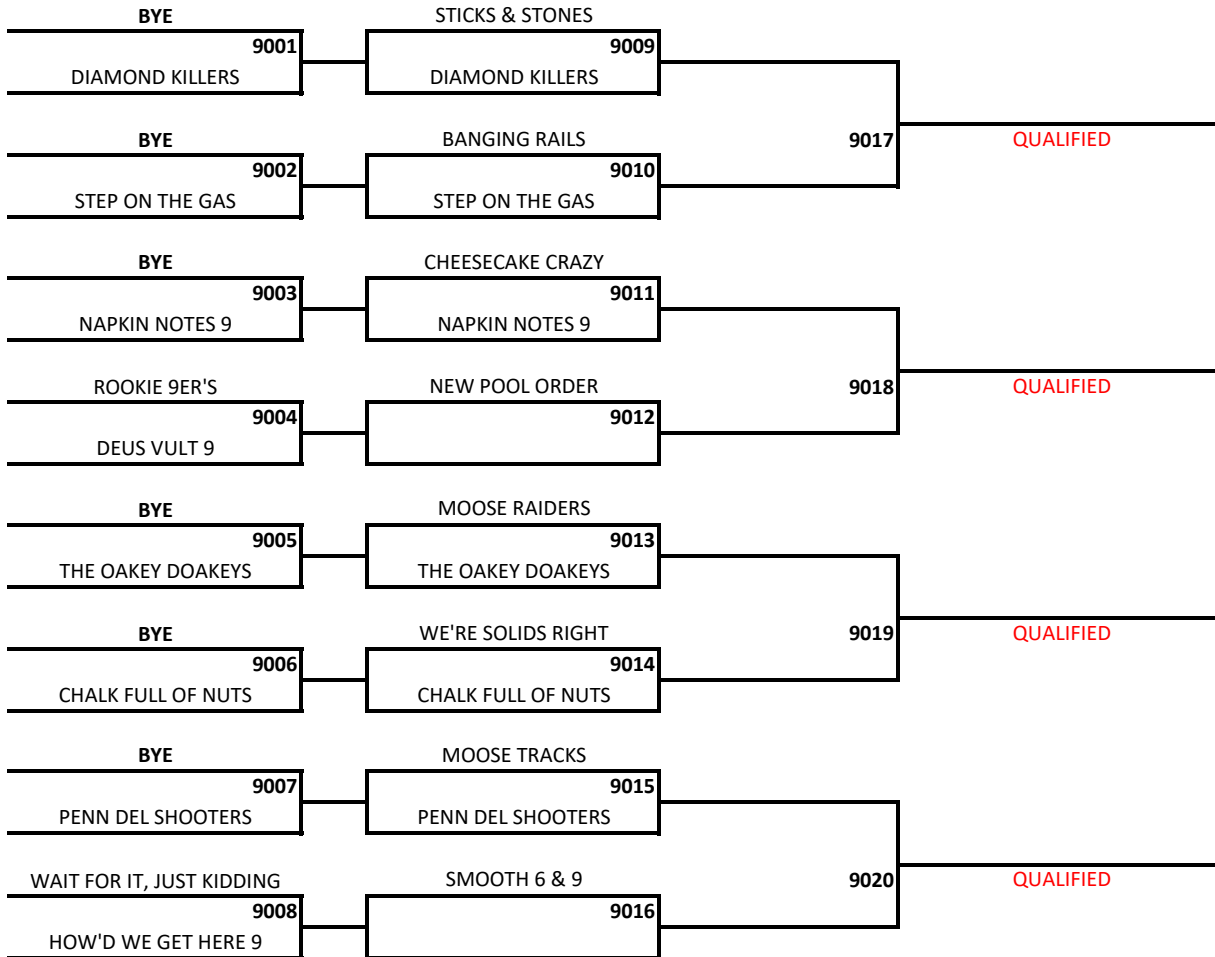 BYE STICKS & STONES
9001 9009
DIAMOND KILLERS DIAMOND KILLERS
BYE BANGING RAILS 9017 QUALIFIED
9002 9010
STEP ON THE GAS STEP ON THE GAS
BYE CHEESECAKE CRAZY
9003 9011
NAPKIN NOTES 9 NAPKIN NOTES 9
ROOKIE 9ER'S NEW POOL ORDER 9018 QUALIFIED
9004 9012
DEUS VULT 9
BYE MOOSE RAIDERS
9005 9013
THE OAKEY DOAKEYS THE OAKEY DOAKEYS
BYE WE'RE SOLIDS RIGHT 9019 QUALIFIED
9006 9014
CHALK FULL OF NUTS CHALK FULL OF NUTS
BYE MOOSE TRACKS
9007 9015
PENN DEL SHOOTERS PENN DEL SHOOTERS
WAIT FOR IT, JUST KIDDING SMOOTH 6 & 9 9020 QUALIFIED
9008 9016
HOW'D WE GET HERE 9